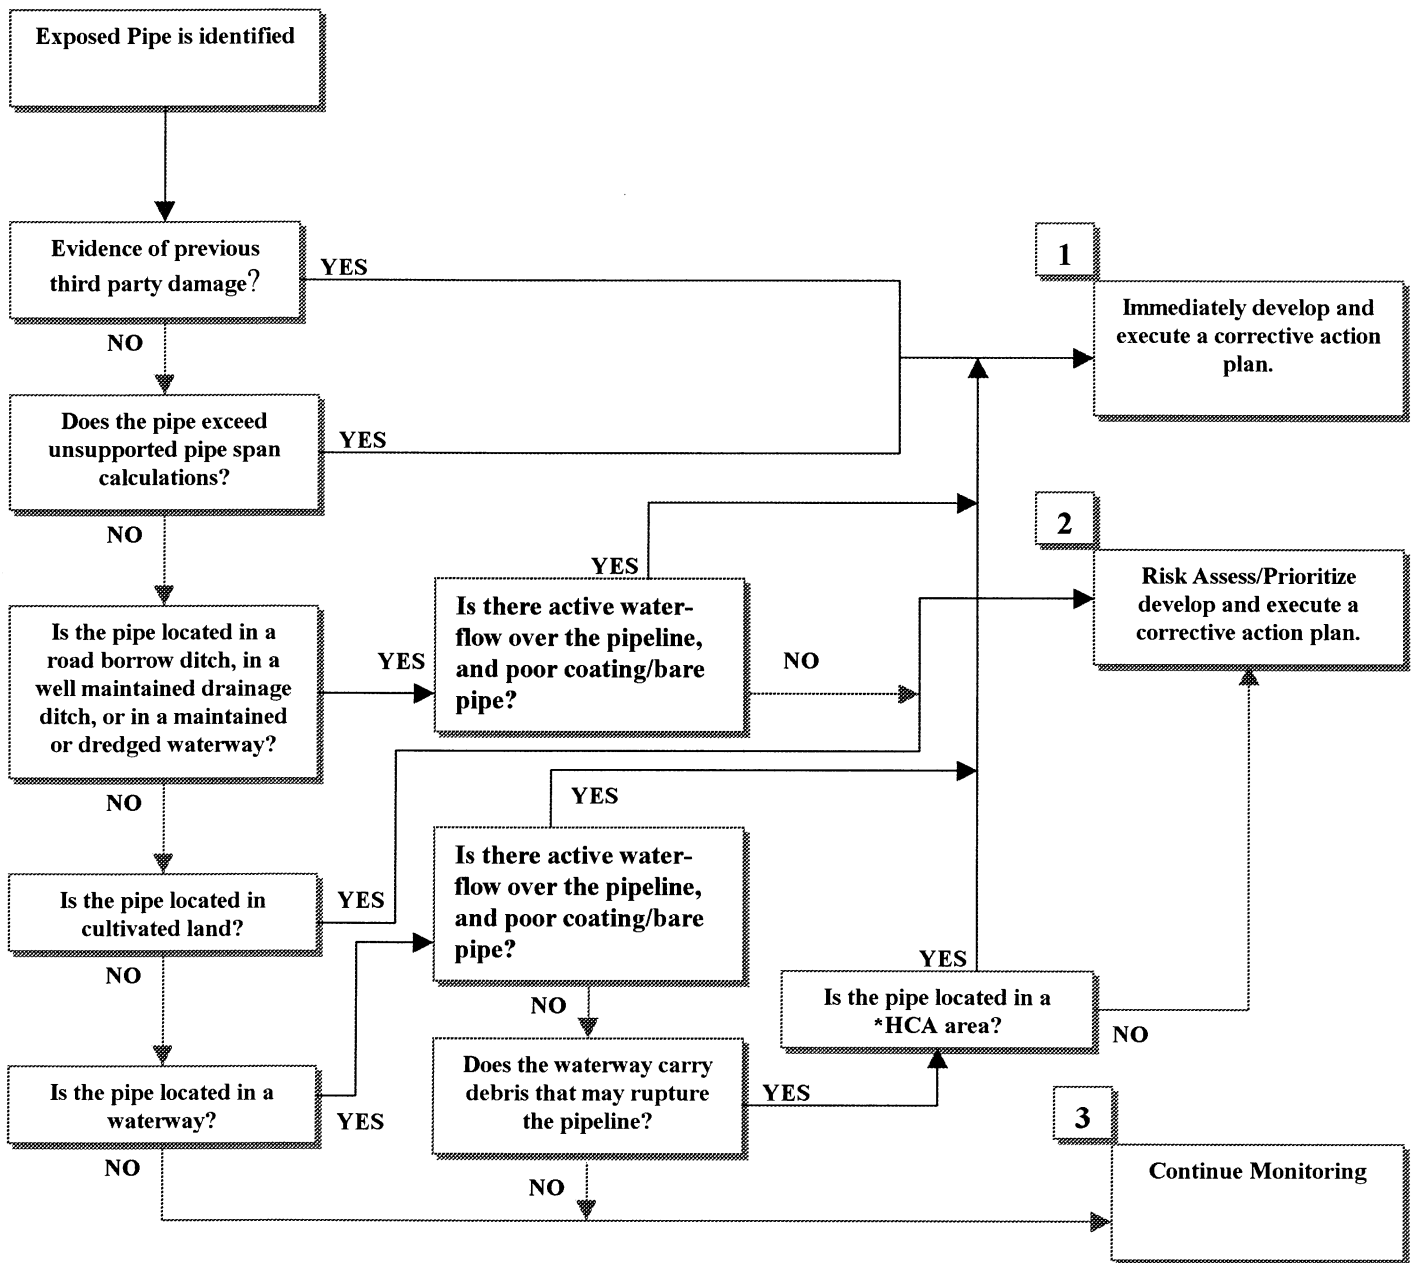 Exposed Pipe is identified
Evidence of previous
third party damage?
YES
NO
1
Immediately develop and
execute a corrective action
plan.
Does the pipe exceed
unsupported pipe span
calculations?
YES
NO
2
Risk Assess/Prioritize
develop and execute a
corrective action plan.
Is the pipe located in a
road borrow ditch, in a
well maintained drainage
ditch, or in a maintained
or dredged waterway?
YES
NO
YES
Is there active water-
flow over the pipeline,
and poor coating/bare
pipe?
NO
Is the pipe located in
cultivated land?
YES
NO
YES
Is there active water-
flow over the pipeline,
and poor coating/bare
pipe?
NO
YES
Is the pipe located in a
*HCA area?
NO
Is the pipe located in a
waterway?
YES
NO
Does the waterway carry
debris that may rupture
the pipeline?
YES
NO
3
Continue Monitoring